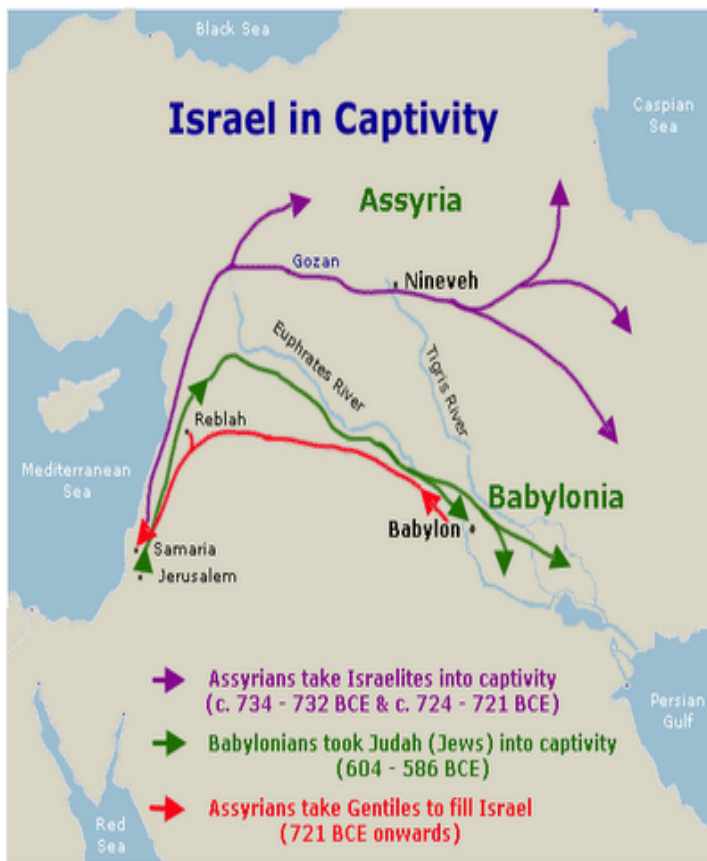 Black Sea
Caspian
Sea
Israel in Captivity
Assyria
Gozan
Nineveh
Euphrates River
Tigris River
Reblah
Mediterranean
Sea
Babylonia
Babylon
Samaria
Jerusalem
Assyrians take Israelites into captivity
(c. 734 - 732 BCE & c. 724 - 721 BCE)
Persian
Gulf
Babylonians took Judah (Jews) into captivity
(604 - 586 BCE)
Assyrians take Gentiles to fill Israel
(721 BCE onwards)
Red
Sea